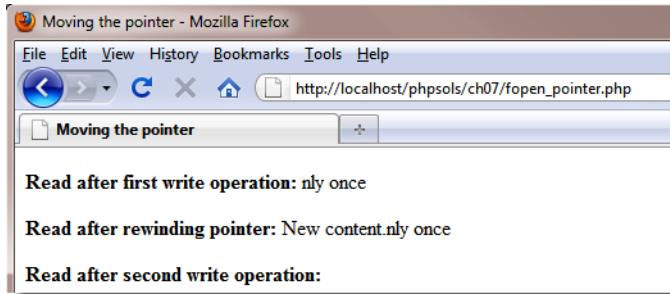 Moving the pointer - Mozilla Firefox
File Edit View History Bookmarks Tools Help
http://localhost/phpsols/ch07/fopen_pointer.php
Moving the pointer
Read after first write operation: nly once
Read after rewinding pointer: New content.nly once
Read after second write operation: